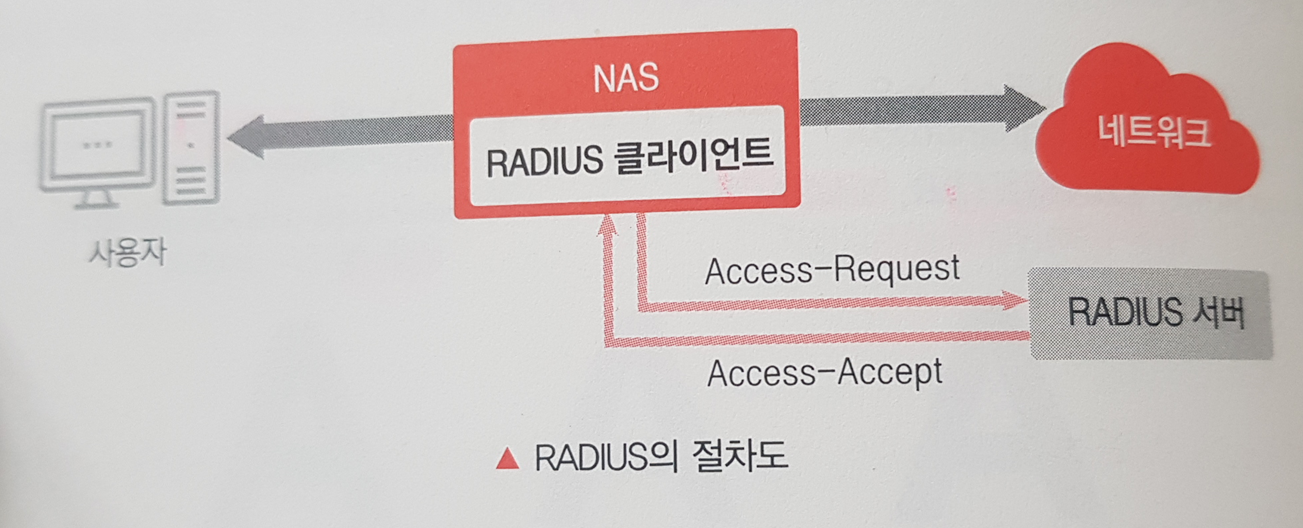 NAS
RADIUS 클라이언트
네트워크
사용자
Access-Request
RADIUS 서버
Access-Accept
▲ RADIUS의 절차도